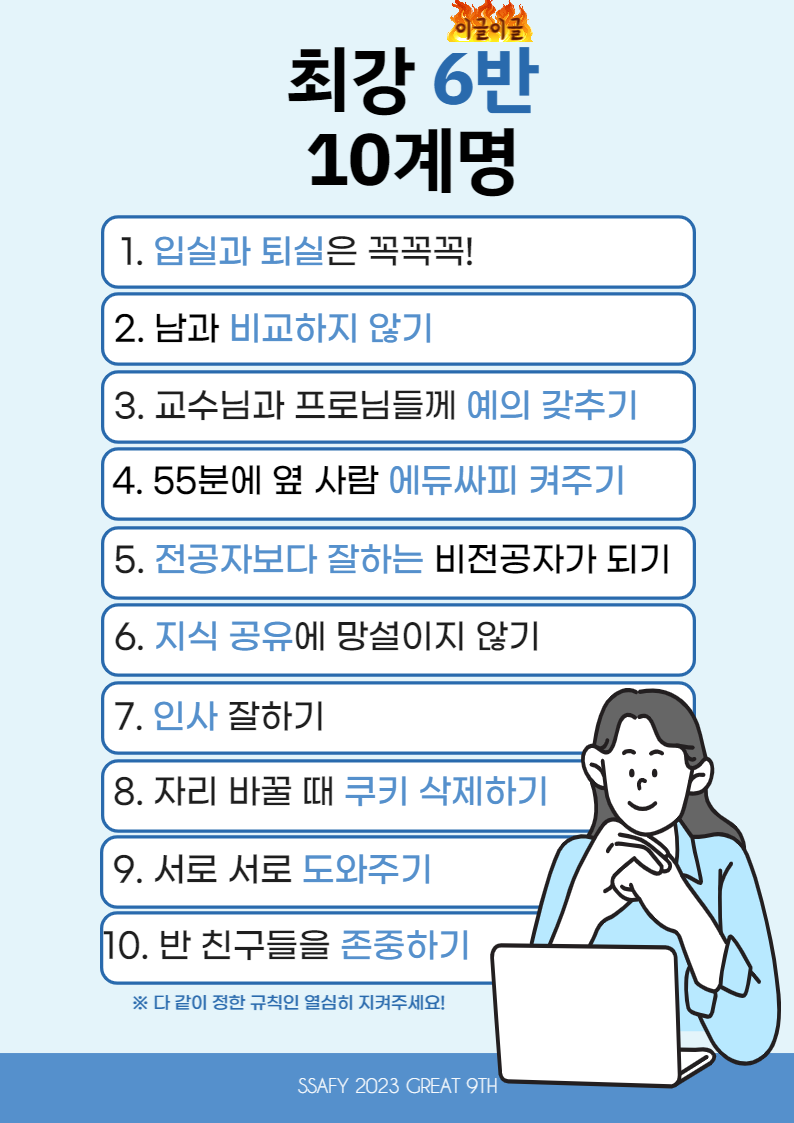 이글이글
최강 6반
10계명
1. 입실과 퇴실은 꼭꼭꼭!
2. 남과 비교하지 않기
3. 교수님과 프로님들께 예의 갖추기
4. 55분에 옆 사람 에듀싸피 켜주기
5. 전공자보다 잘하는 비전공자가 되기
6. 지식 공유에 망설이지 않기
7. 인사 잘하기
8. 자리 바꿀 때 쿠키 삭제하기
9. 서로 서로 도와주기
10. 반 친구들을 존중하기
※ 다 같이 정한 규칙인 열심히 지켜주세요!
SSAFY 2023 GREAT 9TH